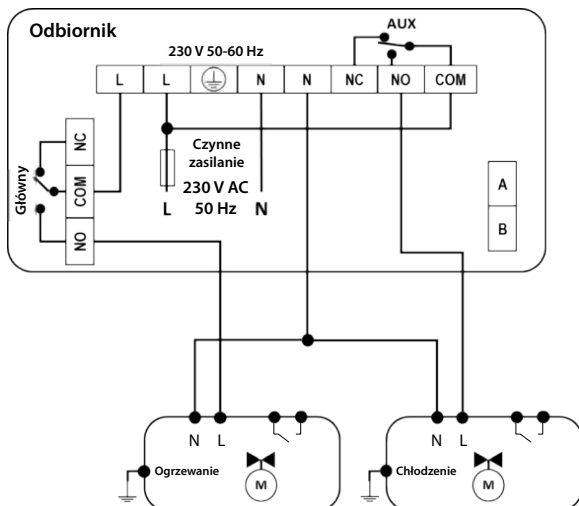 Odbiornik
AUX
230 V 50-60 Hz
L L N N NC NO COM
NC
COM
NO
Główny
Czynne
zasilanie
230 V AC
L 50 Hz N
A
B
N L
N L
Ogrzewanie
M
Chłodzenie
M